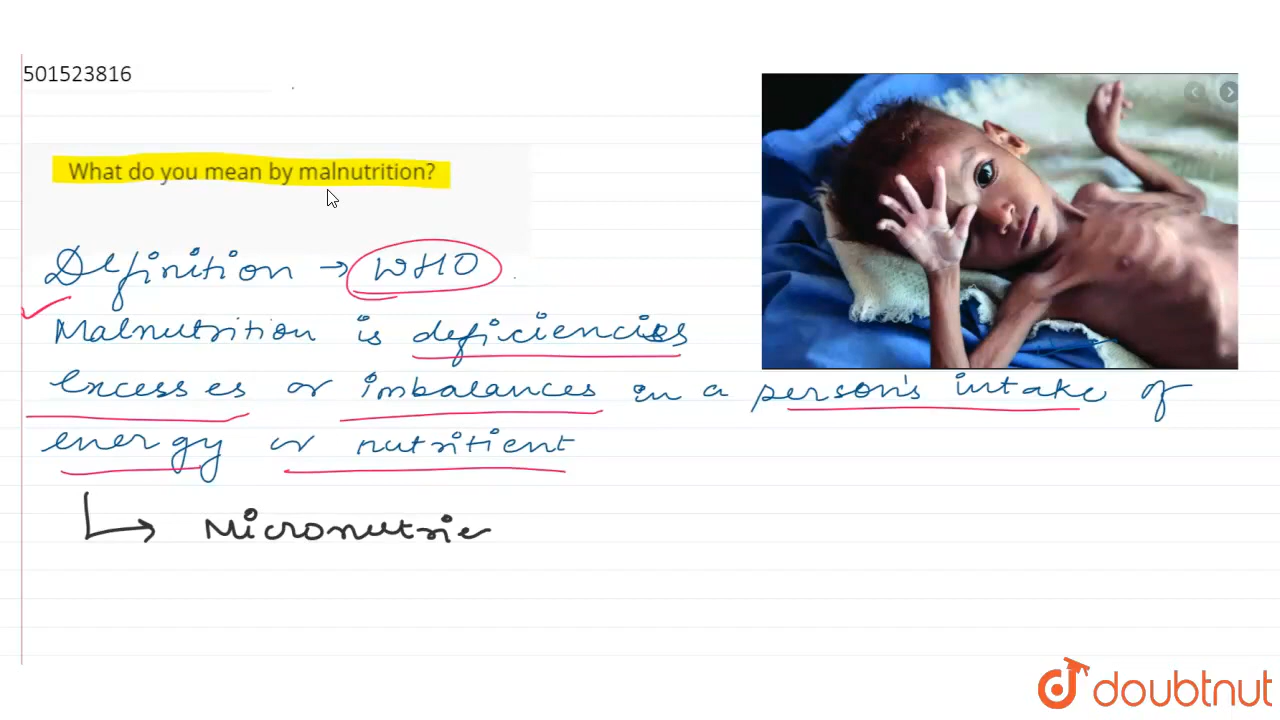 501523816
What do you mean by malnutrition?
Definition → WHO
Malnutrition is deficiencies
excesses or imbalances in a person's intake of
energy or nutritient
Micronutrie
doubtnut